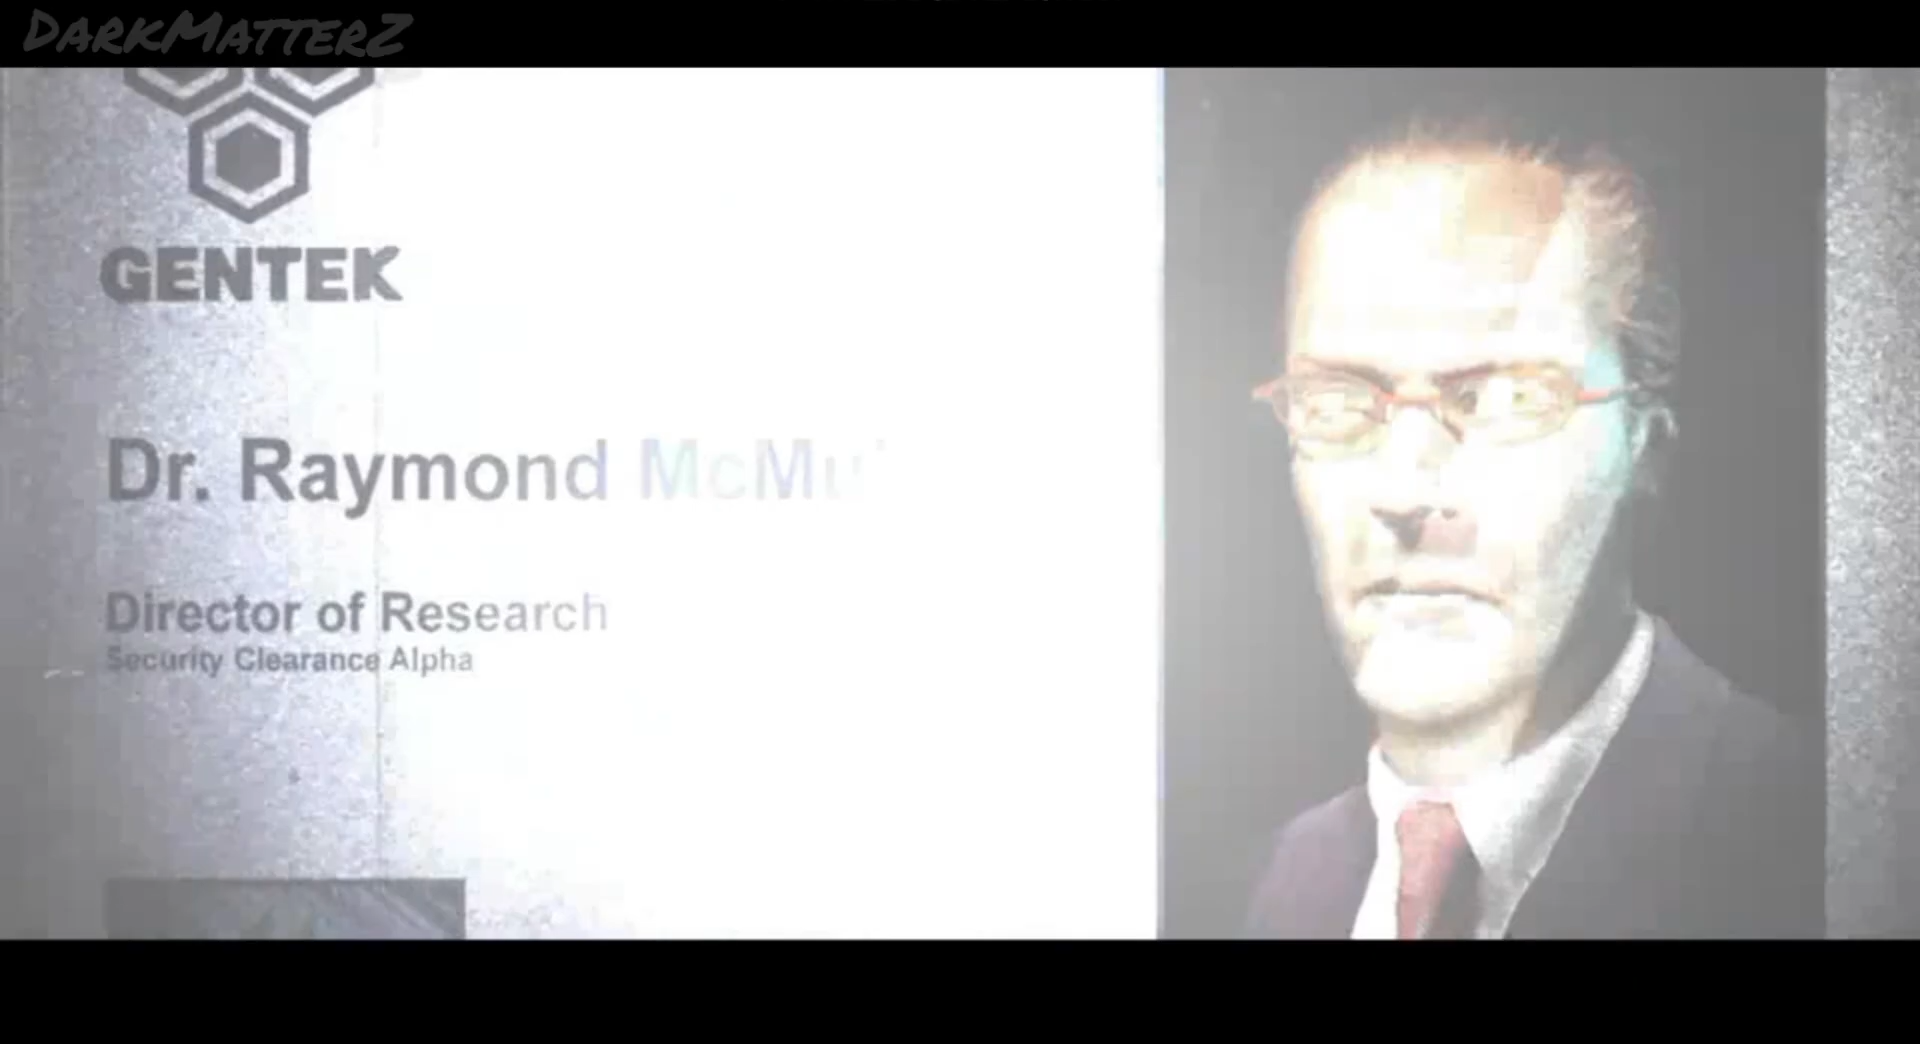 DARKMATTERZ
GENTEK
Dr. Raymond
Director of Research
Security Clearance Alpha